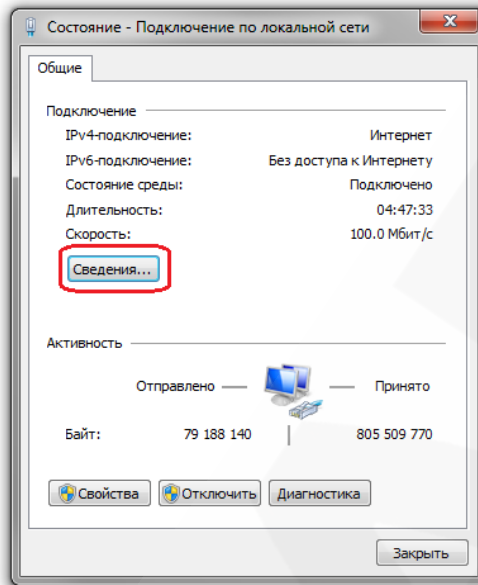 Состояние - Подключение по локальной сети
Общие
Подключение
IPv4-подключение: Интернет
IPv6-подключение: Без доступа к Интернету
Состояние среды: Подключено
Длительность: 04:47:33
Скорость: 100.0 Мбит/с
Сведения...
Активность
Отправлено — — Принято
Байт: 79 188 140 | 805 509 770
Свойства Отключить Диагностика
Закрыть